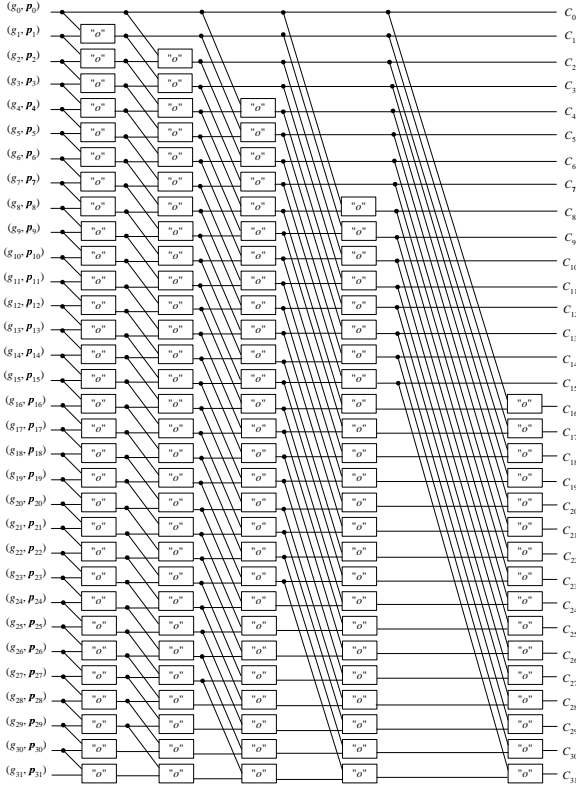 (g₀, p₀) C₀
(g₁, p₁) "o" C₁
(g₂, p₂) "o" "o" C₂
(g₃, p₃) "o" "o" C₃
(g₄, p₄) "o" "o" "o" C₄
(g₅, p₅) "o" "o" "o" C₅
(g₆, p₆) "o" "o" "o" C₆
(g₇, p₇) "o" "o" "o" C₇
(g₈, p₈) "o" "o" "o" "o" C₈
(g₉, p₉) "o" "o" "o" "o" C₉
(g₁₀, p₁₀) "o" "o" "o" "o" C₁₀
(g₁₁, p₁₁) "o" "o" "o" "o" C₁₁
(g₁₂, p₁₂) "o" "o" "o" "o" C₁₂
(g₁₃, p₁₃) "o" "o" "o" "o" C₁₃
(g₁₄, p₁₄) "o" "o" "o" "o" C₁₄
(g₁₅, p₁₅) "o" "o" "o" "o" C₁₅
(g₁₆, p₁₆) "o" "o" "o" "o" "o" C₁₆
(g₁₇, p₁₇) "o" "o" "o" "o" "o" C₁₇
(g₁₈, p₁₈) "o" "o" "o" "o" "o" C₁₈
(g₁₉, p₁₉) "o" "o" "o" "o" "o" C₁₉
(g₂₀, p₂₀) "o" "o" "o" "o" "o" C₂₀
(g₂₁, p₂₁) "o" "o" "o" "o" "o" C₂₁
(g₂₂, p₂₂) "o" "o" "o" "o" "o" C₂₂
(g₂₃, p₂₃) "o" "o" "o" "o" "o" C₂₃
(g₂₄, p₂₄) "o" "o" "o" "o" "o" C₂₄
(g₂₅, p₂₅) "o" "o" "o" "o" "o" C₂₅
(g₂₆, p₂₆) "o" "o" "o" "o" "o" C₂₆
(g₂₇, p₂₇) "o" "o" "o" "o" "o" C₂₇
(g₂₈, p₂₈) "o" "o" "o" "o" "o" C₂₈
(g₂₉, p₂₉) "o" "o" "o" "o" "o" C₂₉
(g₃₀, p₃₀) "o" "o" "o" "o" "o" C₃₀
(g₃₁, p₃₁) "o" "o" "o" "o" "o" C₃₁